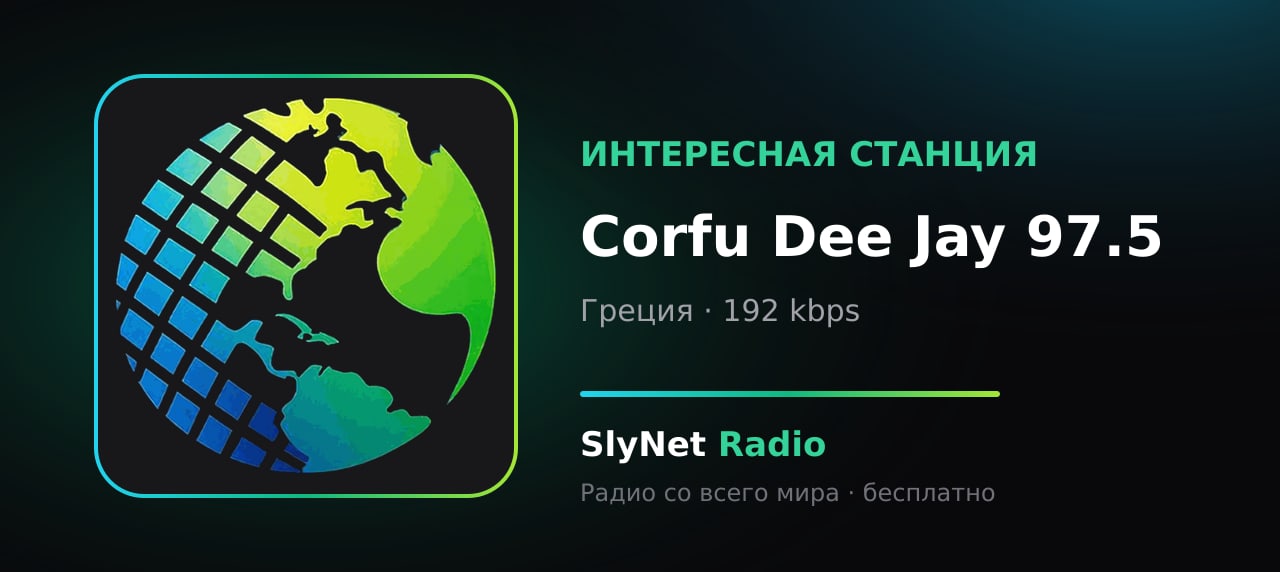 ИНТЕРЕСНАЯ СТАНЦИЯ
Corfu Dee Jay 97.5
Греция · 192 kbps
SlyNet Radio
Радио со всего мира · бесплатно